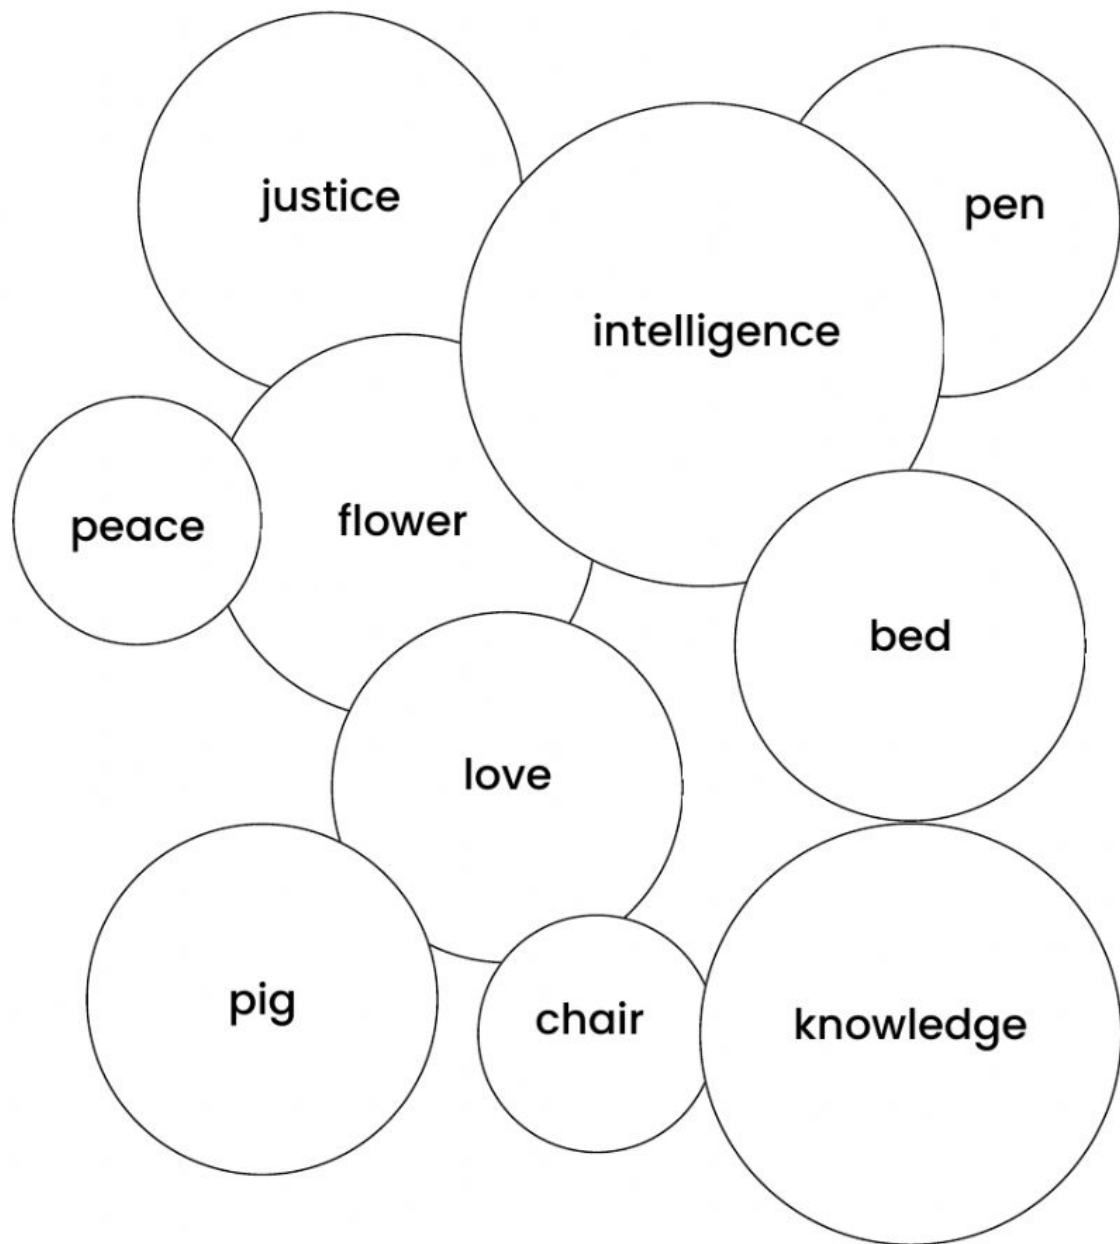 justice
pen
intelligence
peace
flower
bed
love
pig
chair
knowledge